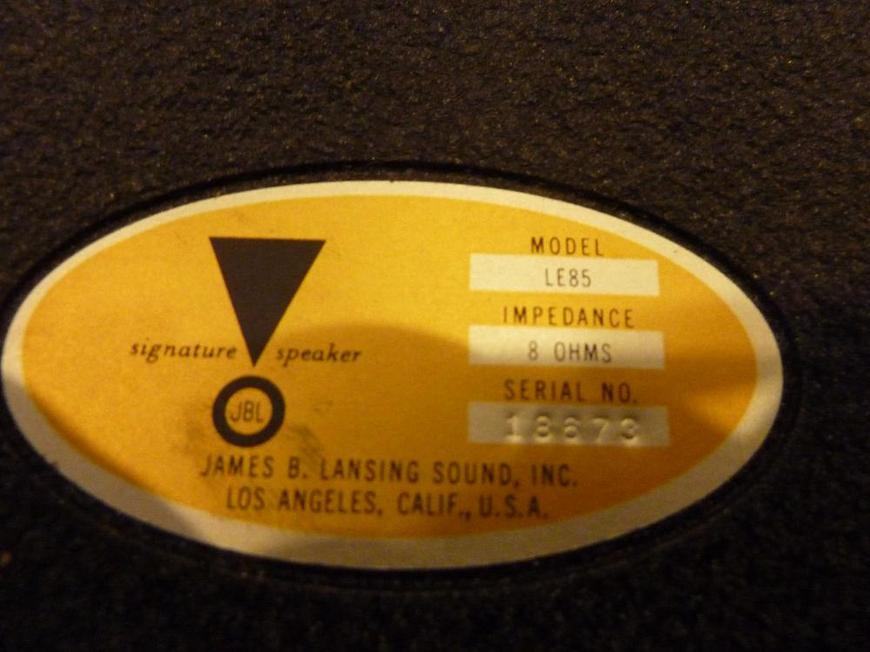 signature speaker
JBL
JAMES B. LANSING SOUND, INC.
LOS ANGELES, CALIF., U.S.A.
MODEL
LE85
IMPEDANCE
8 OHMS
SERIAL NO.
18673